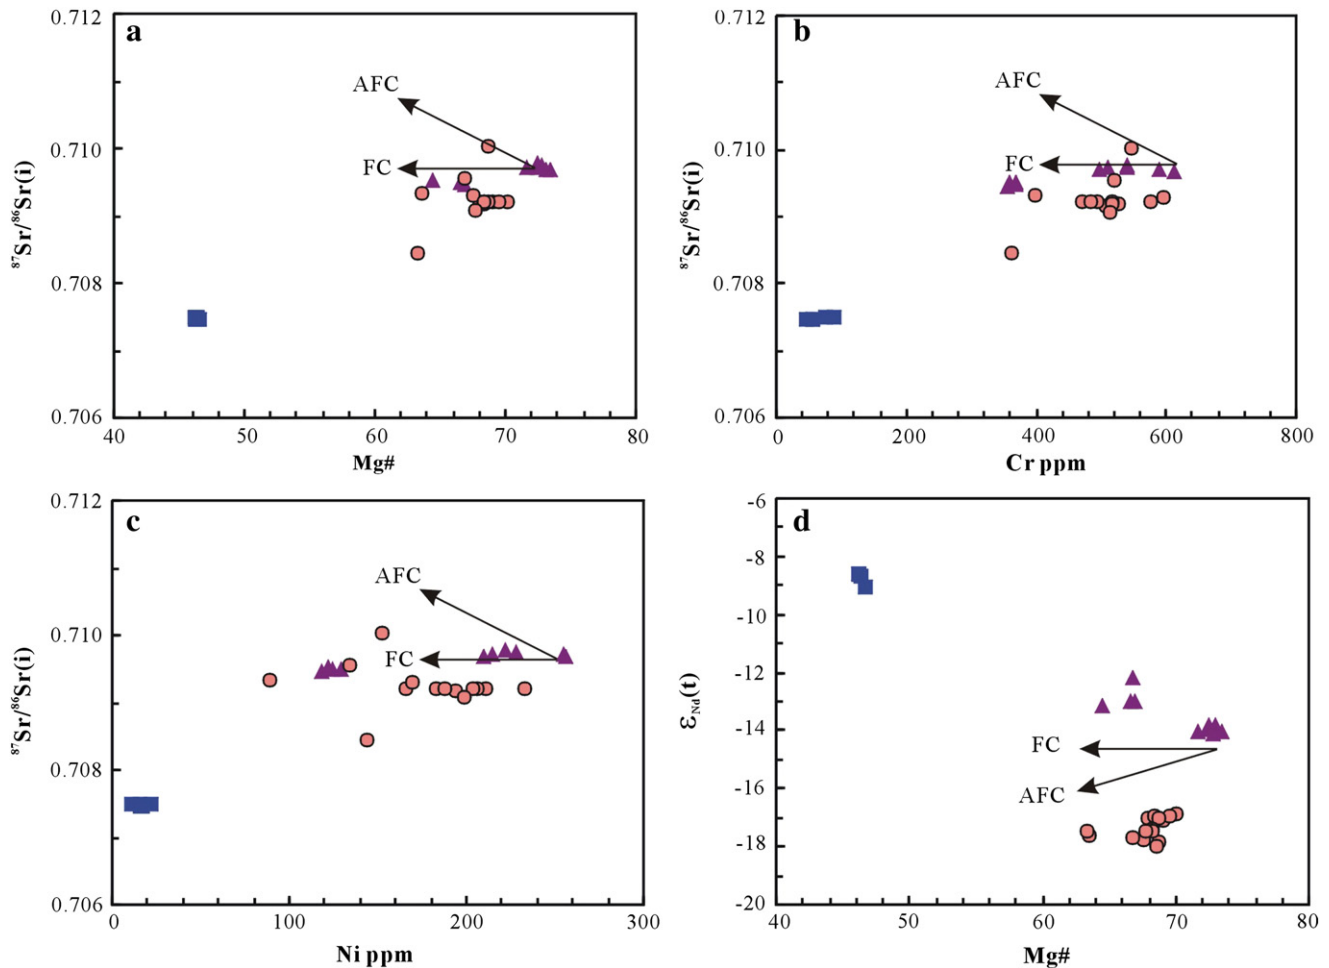 a
0.712
0.710
0.708
0.706
⁸⁷Sr/⁸⁶Sr(i)
AFC
FC
40 50 60 70 80
Mg#
b
0.712
0.710
0.708
0.706
⁸⁷Sr/⁸⁶Sr(i)
AFC
FC
0 200 400 600 800
Cr ppm
c
0.712
0.710
0.708
0.706
⁸⁷Sr/⁸⁶Sr(i)
AFC
FC
0 100 200 300
Ni ppm
d
-6
-8
-10
-12
-14
-16
-18
-20
εNd(t)
FC
AFC
40 50 60 70 80
Mg#